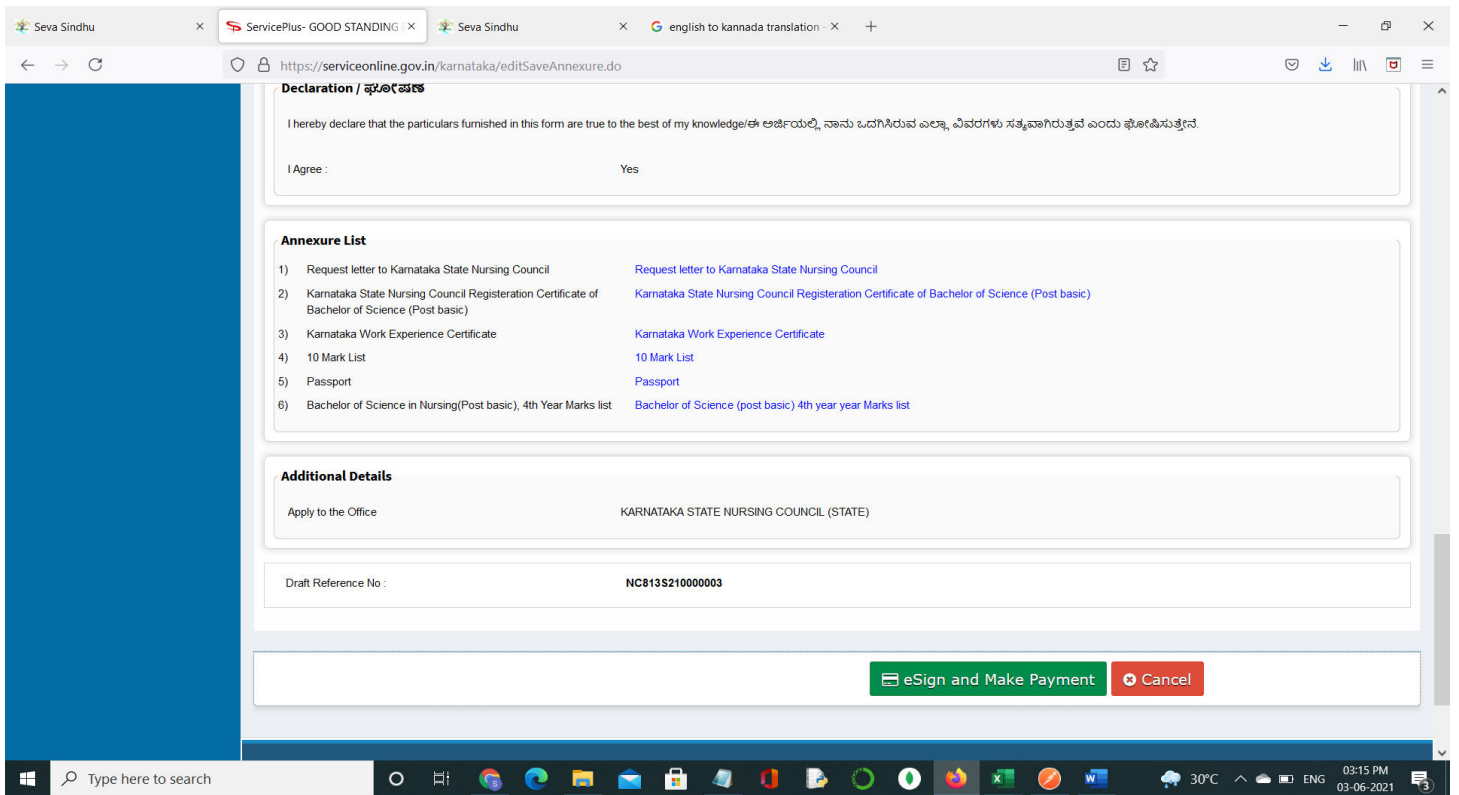 Seva Sindhu
ServicePlus- GOOD STANDING
Seva Sindhu
english to kannada translation -
https://serviceonline.gov.in/karnataka/editSaveAnnexure.do
Declaration / ಘೋಷಣೆ
I hereby declare that the particulars furnished in this form are true to the best of my knowledge/ಈ ಅರ್ಜಿಯಲ್ಲಿ ನಾನು ಒದಗಿಸಿರುವ ಎಲ್ಲಾ ವಿವರಗಳು ಸತ್ಯವಾಗಿರುತ್ತವೆ ಎಂದು ಘೋಷಿಸುತ್ತೇನೆ.
I Agree : Yes
Annexure List
1) Request letter to Karnataka State Nursing Council Request letter to Karnataka State Nursing Council
2) Karnataka State Nursing Council Registeration Certificate of Karnataka State Nursing Council Registeration Certificate of Bachelor of Science (Post basic)
Bachelor of Science (Post basic)
3) Karnataka Work Experience Certificate Karnataka Work Experience Certificate
4) 10 Mark List 10 Mark List
5) Passport Passport
6) Bachelor of Science in Nursing(Post basic), 4th Year Marks list Bachelor of Science (post basic) 4th year year Marks list
Additional Details
Apply to the Office KARNATAKA STATE NURSING COUNCIL (STATE)
Draft Reference No : NC813S210000003
eSign and Make Payment Cancel
Type here to search
30°C ENG 03:15 PM
03-06-2021
3